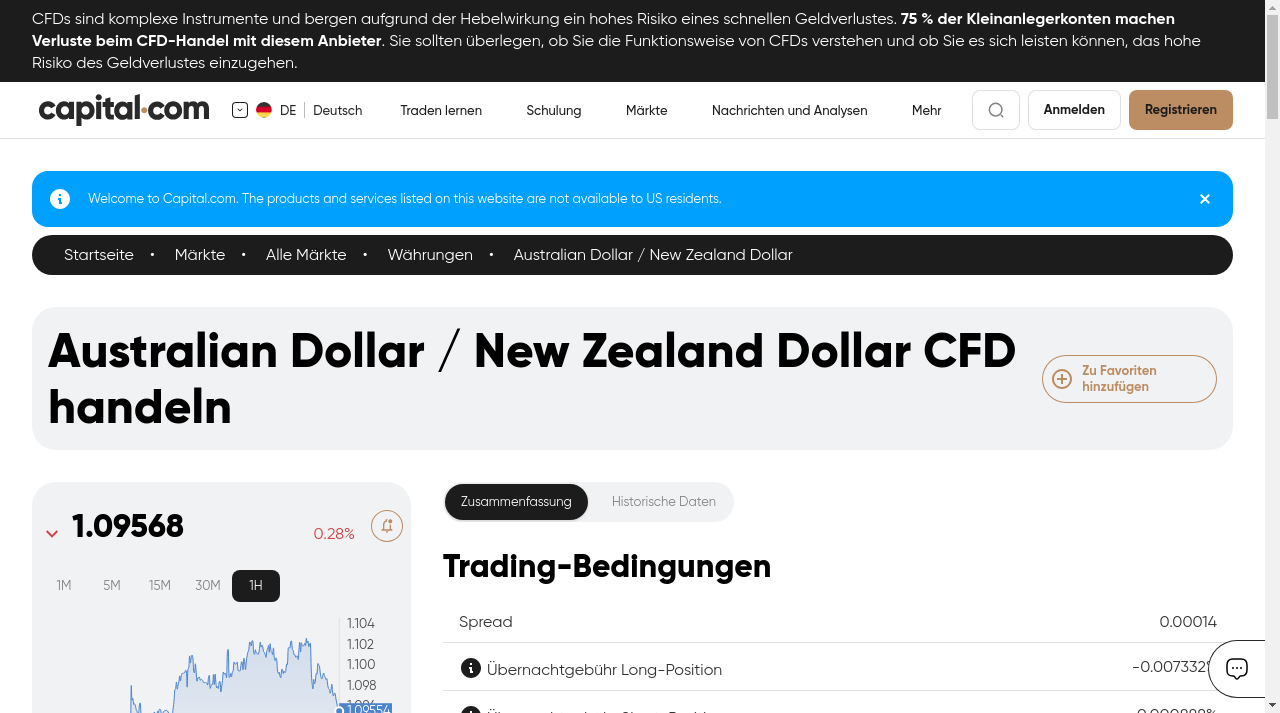 CFDs sind komplexe Instrumente und bergen aufgrund der Hebelwirkung ein hohes Risiko eines schnellen Geldverlustes. 75 % der Kleinanlegerkonten machen
Verluste beim CFD-Handel mit diesem Anbieter. Sie sollten überlegen, ob Sie die Funktionsweise von CFDs verstehen und ob Sie es sich leisten können, das hohe
Risiko des Geldverlustes einzugehen.
capital.com DE Deutsch Traden lernen Schulung Märkte Nachrichten und Analysen Mehr Anmelden Registrieren
Welcome to Capital.com. The products and services listed on this website are not available to US residents.
Startseite • Märkte • Alle Märkte • Währungen • Australian Dollar / New Zealand Dollar
Australian Dollar / New Zealand Dollar CFD
handeln
Zu Favoriten
hinzufügen
1.09568 0.28%
1M 5M 15M 30M 1H
1.104
1.102
1.100
1.098
1.09554
Zusammenfassung Historische Daten
Trading-Bedingungen
Spread 0.00014
Übernachtgebühr Long-Position -0.007332%